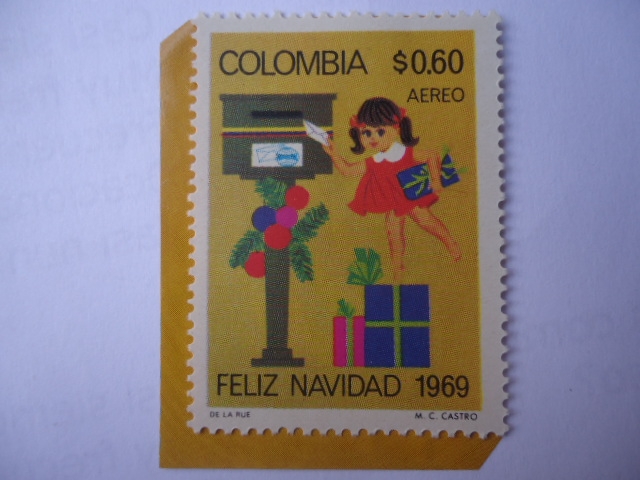 COLOMBIA $0.60
AEREO
FELIZ NAVIDAD 1969
DE LA RUE M. C. CASTRO